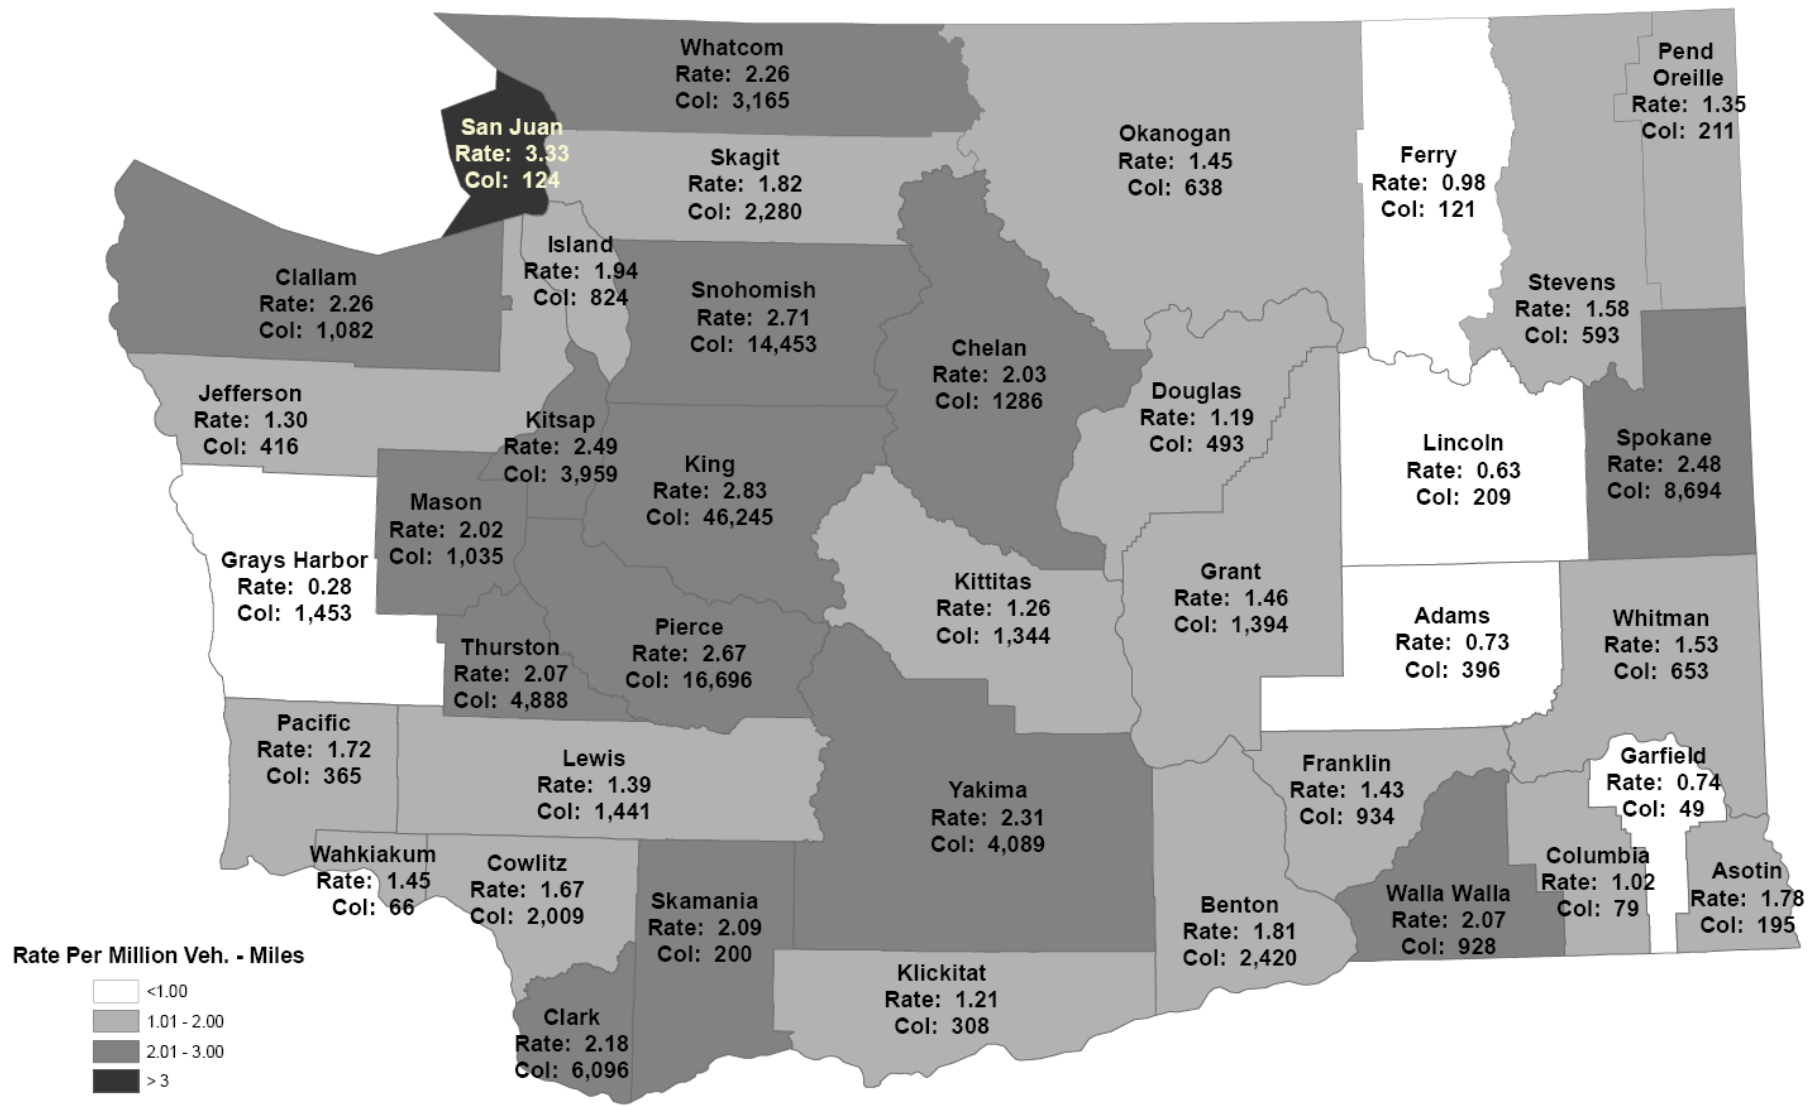 Whatcom
Rate: 2.26
Col: 3,165
San Juan
Rate: 3.33
Col: 124
Skagit
Rate: 1.82
Col: 2,280
Okanogan
Rate: 1.45
Col: 638
Ferry
Rate: 0.98
Col: 121
Pend
Oreille
Rate: 1.35
Col: 211
Stevens
Rate: 1.58
Col: 593
Clallam
Rate: 2.26
Col: 1,082
Island
Rate: 1.94
Col: 824
Snohomish
Rate: 2.71
Col: 14,453
Chelan
Rate: 2.03
Col: 1286
Douglas
Rate: 1.19
Col: 493
Jefferson
Rate: 1.30
Col: 416
Kitsap
Rate: 2.49
Col: 3,959
King
Rate: 2.83
Col: 46,245
Lincoln
Rate: 0.63
Col: 209
Spokane
Rate: 2.48
Col: 8,694
Mason
Rate: 2.02
Col: 1,035
Grays Harbor
Rate: 0.28
Col: 1,453
Kittitas
Rate: 1.26
Col: 1,344
Grant
Rate: 1.46
Col: 1,394
Adams
Rate: 0.73
Col: 396
Whitman
Rate: 1.53
Col: 653
Thurston
Rate: 2.07
Col: 4,888
Pierce
Rate: 2.67
Col: 16,696
Pacific
Rate: 1.72
Col: 365
Lewis
Rate: 1.39
Col: 1,441
Yakima
Rate: 2.31
Col: 4,089
Franklin
Rate: 1.43
Col: 934
Garfield
Rate: 0.74
Col: 49
Wahkiakum
Rate: 1.45
Col: 66
Cowlitz
Rate: 1.67
Col: 2,009
Skamania
Rate: 2.09
Col: 200
Benton
Rate: 1.81
Col: 2,420
Walla Walla
Rate: 2.07
Col: 928
Columbia
Rate: 1.02
Col: 79
Asotin
Rate: 1.78
Col: 195
Klickitat
Rate: 1.21
Col: 308
Clark
Rate: 2.18
Col: 6,096
Rate Per Million Veh. - Miles
<1.00
1.01 - 2.00
2.01 - 3.00
> 3